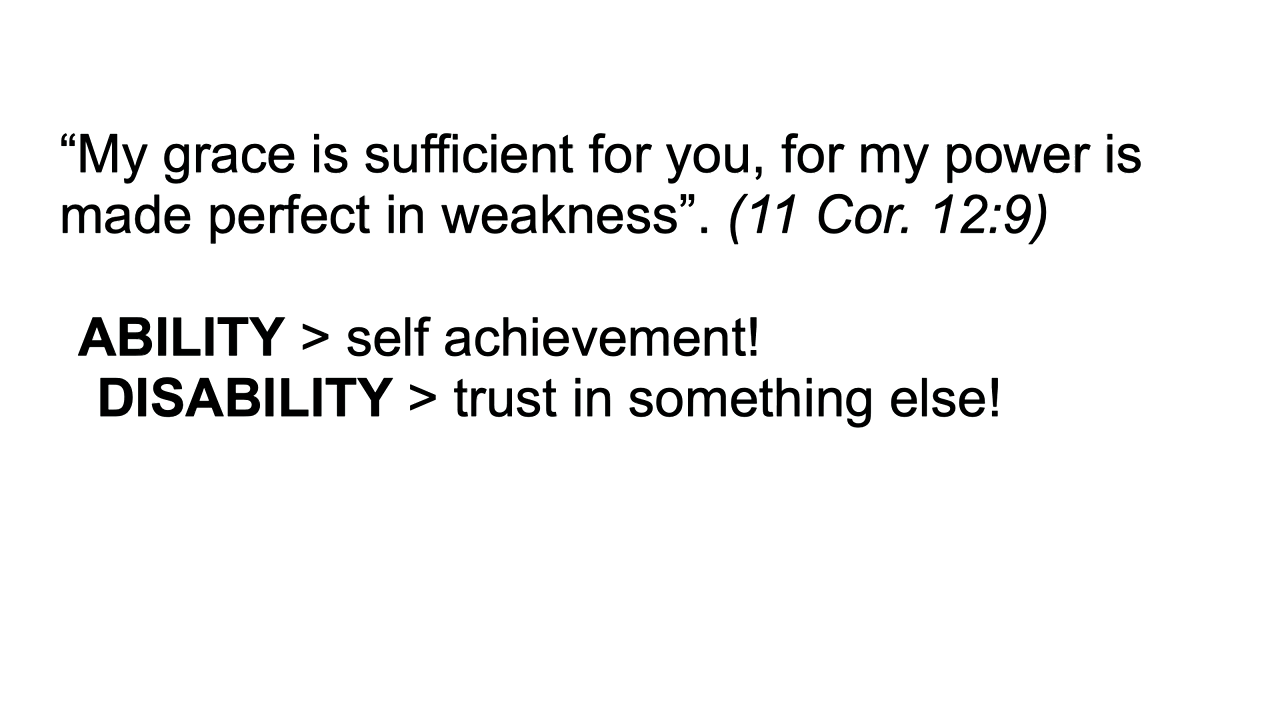 “My grace is sufficient for you, for my power is
made perfect in weakness”. (11 Cor. 12:9)
ABILITY > self achievement!
DISABILITY > trust in something else!